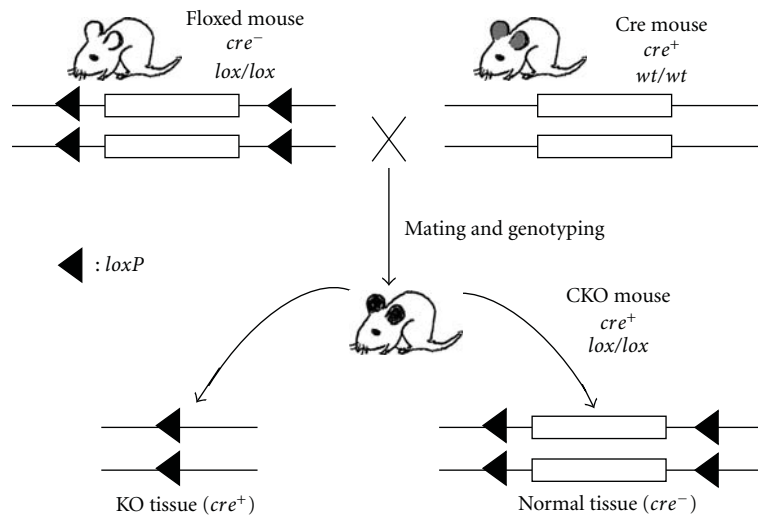 Floxed mouse
cre−
lox/lox
Cre mouse
cre+
wt/wt
Mating and genotyping
: loxP
CKO mouse
cre+
lox/lox
KO tissue (cre+)
Normal tissue (cre−)